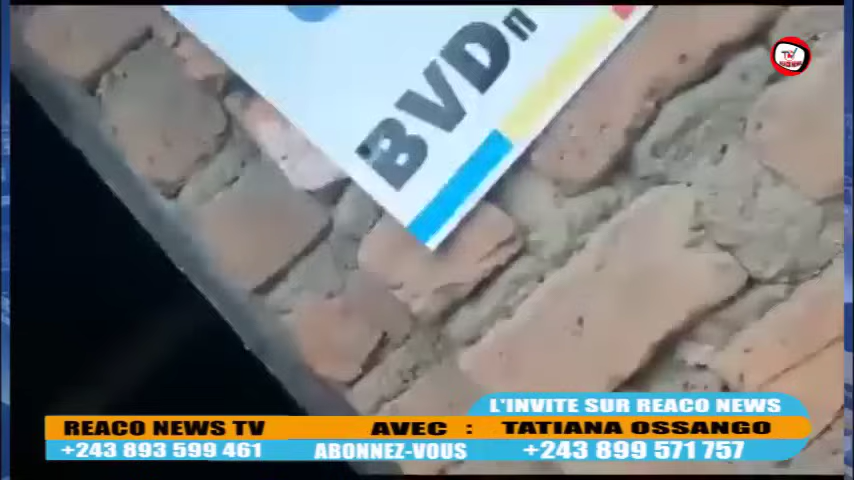 BVD
L'INVITE SUR REACO NEWS
REACO NEWS TV AVEC : TATIANA OSSANGO
+243 893 599 461 ABONNEZ-VOUS +243 899 571 757